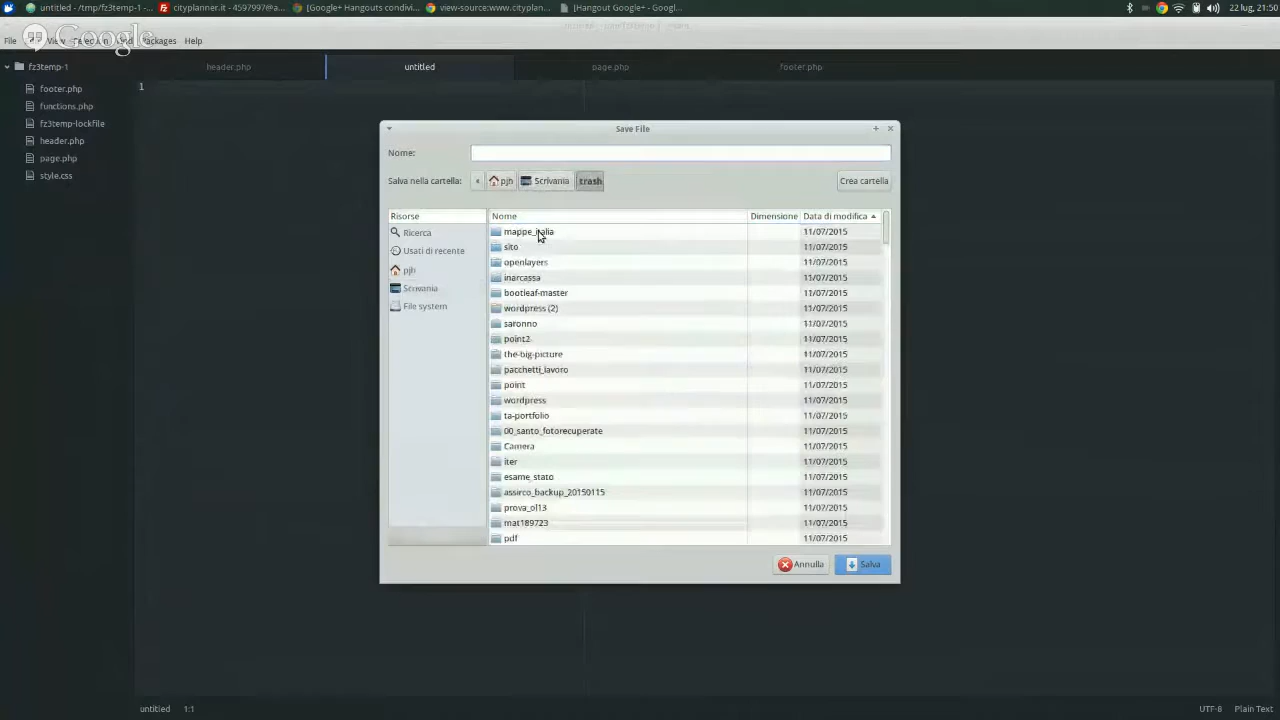 untitled - /tmp/fz3temp-1 -... cityplanner.it - 4597997@a... [Google+ Hangouts condivi... view-source:www.cityplan... [Hangout Google+ - Googl... 22 lug, 21:50
File View Packages Help
Google
fz3temp-1 header.php untitled page.php footer.php
1
footer.php
functions.php
fz3temp-lockfile
header.php
page.php
style.css
Save File
Nome:
Salva nella cartella: pjh Scrivania trash Crea cartella
Risorse Nome Dimensione Data di modifica
Ricerca
Usati di recente
pjh
Scrivania
File system
mappe_italia 11/07/2015
sito 11/07/2015
openlayers 11/07/2015
inarcassa 11/07/2015
bootleaf-master 11/07/2015
wordpress (2) 11/07/2015
saronno 11/07/2015
point2 11/07/2015
the-big-picture 11/07/2015
pacchetti_lavoro 11/07/2015
point 11/07/2015
wordpress 11/07/2015
ta-portfolio 11/07/2015
00_santo_fotorecuperate 11/07/2015
Camera 11/07/2015
iter 11/07/2015
esame_stato 11/07/2015
assirco_backup_20150115 11/07/2015
prova_ol13 11/07/2015
mat189723 11/07/2015
pdf 11/07/2015
Annulla Salva
untitled 1:1 UTF-8 Plain Text